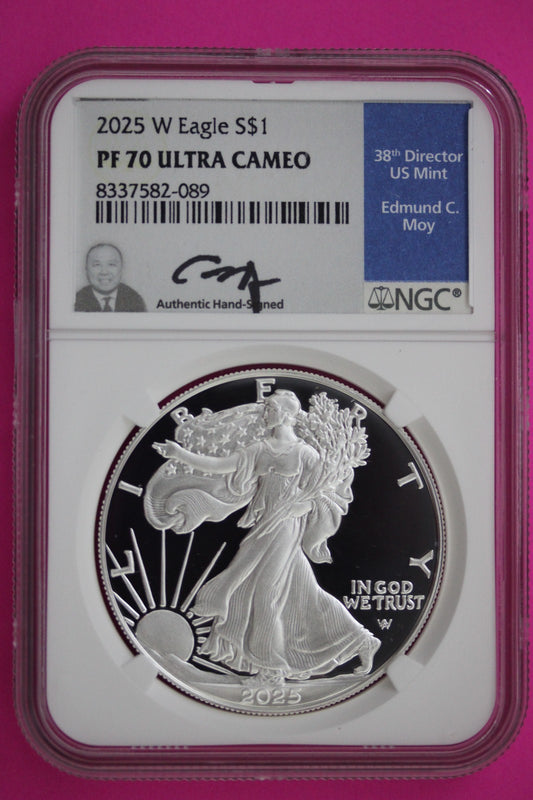 2025 W Eagle S$1
PF 70 ULTRA CAMEO
8337582-089
38th Director
US Mint
Edmund C.
Moy
Authentic Hand-Signed
NGC®
LIBERTY
IN GOD
WE TRUST
2025